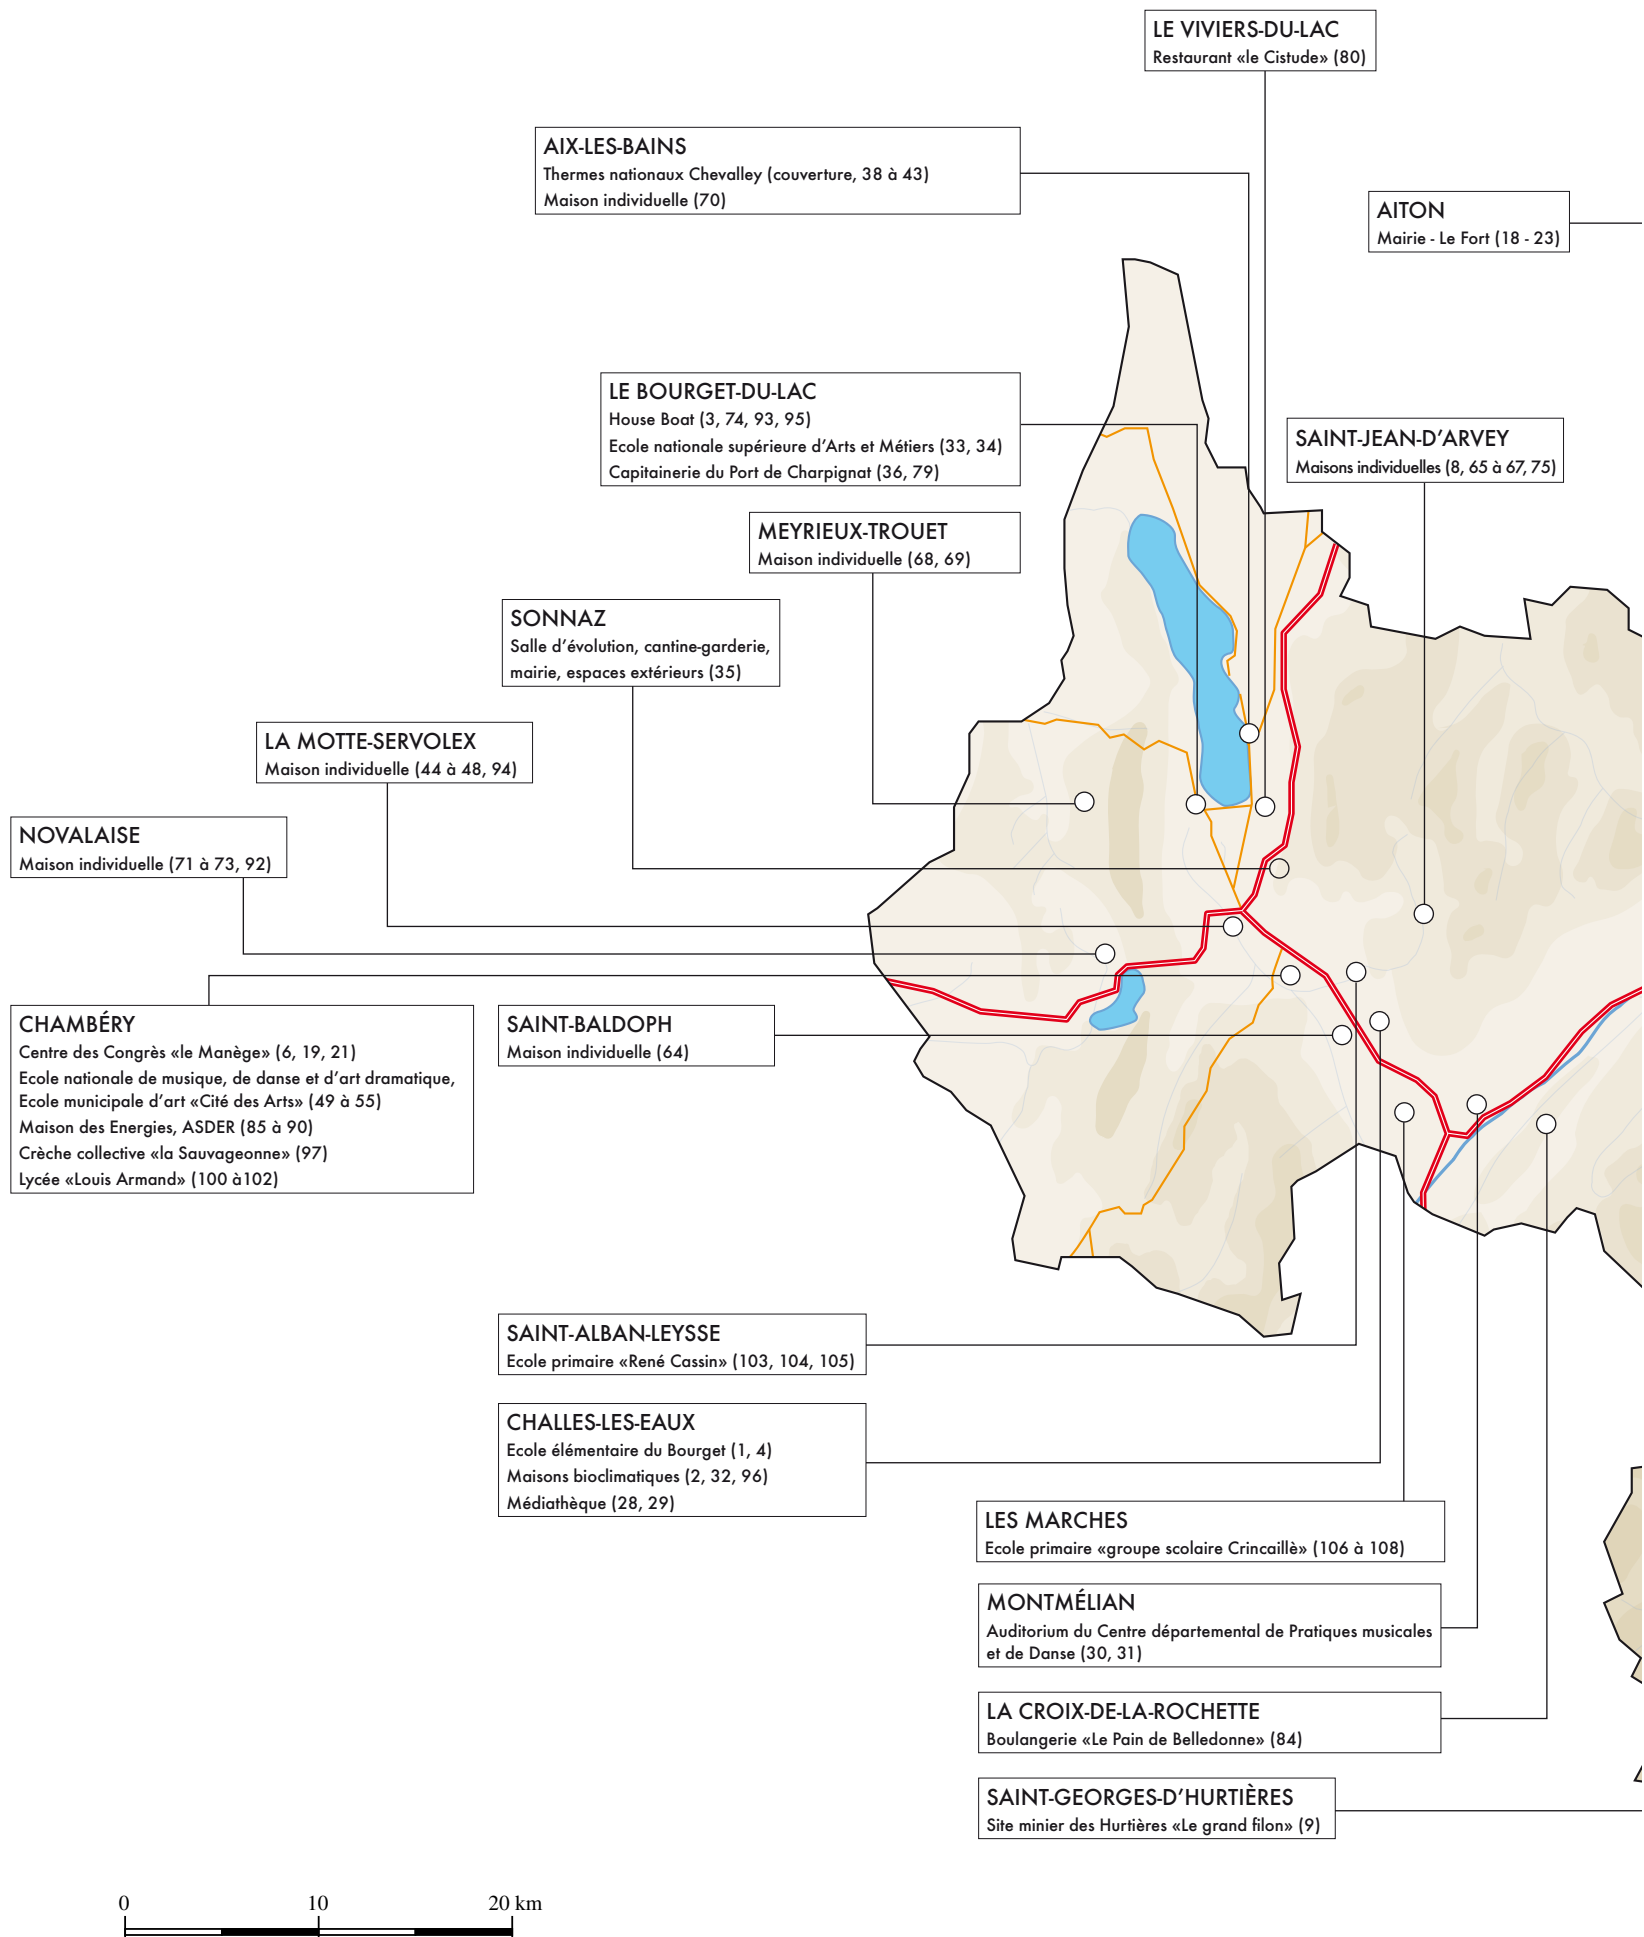 LE VIVIERS-DU-LAC
Restaurant «le Cistude» (80)
AIX-LES-BAINS
Thermes nationaux Chevalley (couverture, 38 à 43)
Maison individuelle (70)
AITON
Mairie - Le Fort (18 - 23)
LE BOURGET-DU-LAC
House Boat (3, 74, 93, 95)
Ecole nationale supérieure d’Arts et Métiers (33, 34)
Capitainerie du Port de Charpignat (36, 79)
SAINT-JEAN-D’ARVEY
Maisons individuelles (8, 65 à 67, 75)
MEYRIEUX-TROUET
Maison individuelle (68, 69)
SONNAZ
Salle d’évolution, cantine-garderie,
mairie, espaces extérieurs (35)
LA MOTTE-SERVOLEX
Maison individuelle (44 à 48, 94)
NOVALAISE
Maison individuelle (71 à 73, 92)
CHAMBÉRY
Centre des Congrès «le Manège» (6, 19, 21)
Ecole nationale de musique, de danse et d’art dramatique,
Ecole municipale d’art «Cité des Arts» (49 à 55)
Maison des Energies, ASDER (85 à 90)
Crèche collective «la Sauvageonne» (97)
Lycée «Louis Armand» (100 à102)
SAINT-BALDOPH
Maison individuelle (64)
SAINT-ALBAN-LEYSSE
Ecole primaire «René Cassin» (103, 104, 105)
CHALLES-LES-EAUX
Ecole élémentaire du Bourget (1, 4)
Maisons bioclimatiques (2, 32, 96)
Médiathèque (28, 29)
LES MARCHES
Ecole primaire «groupe scolaire Crincaillè» (106 à 108)
MONTMÉLIAN
Auditorium du Centre départemental de Pratiques musicales
et de Danse (30, 31)
LA CROIX-DE-LA-ROCHETTE
Boulangerie «Le Pain de Belledonne» (84)
SAINT-GEORGES-D’HURTIÈRES
Site minier des Hurtières «Le grand filon» (9)
0 10 20 km